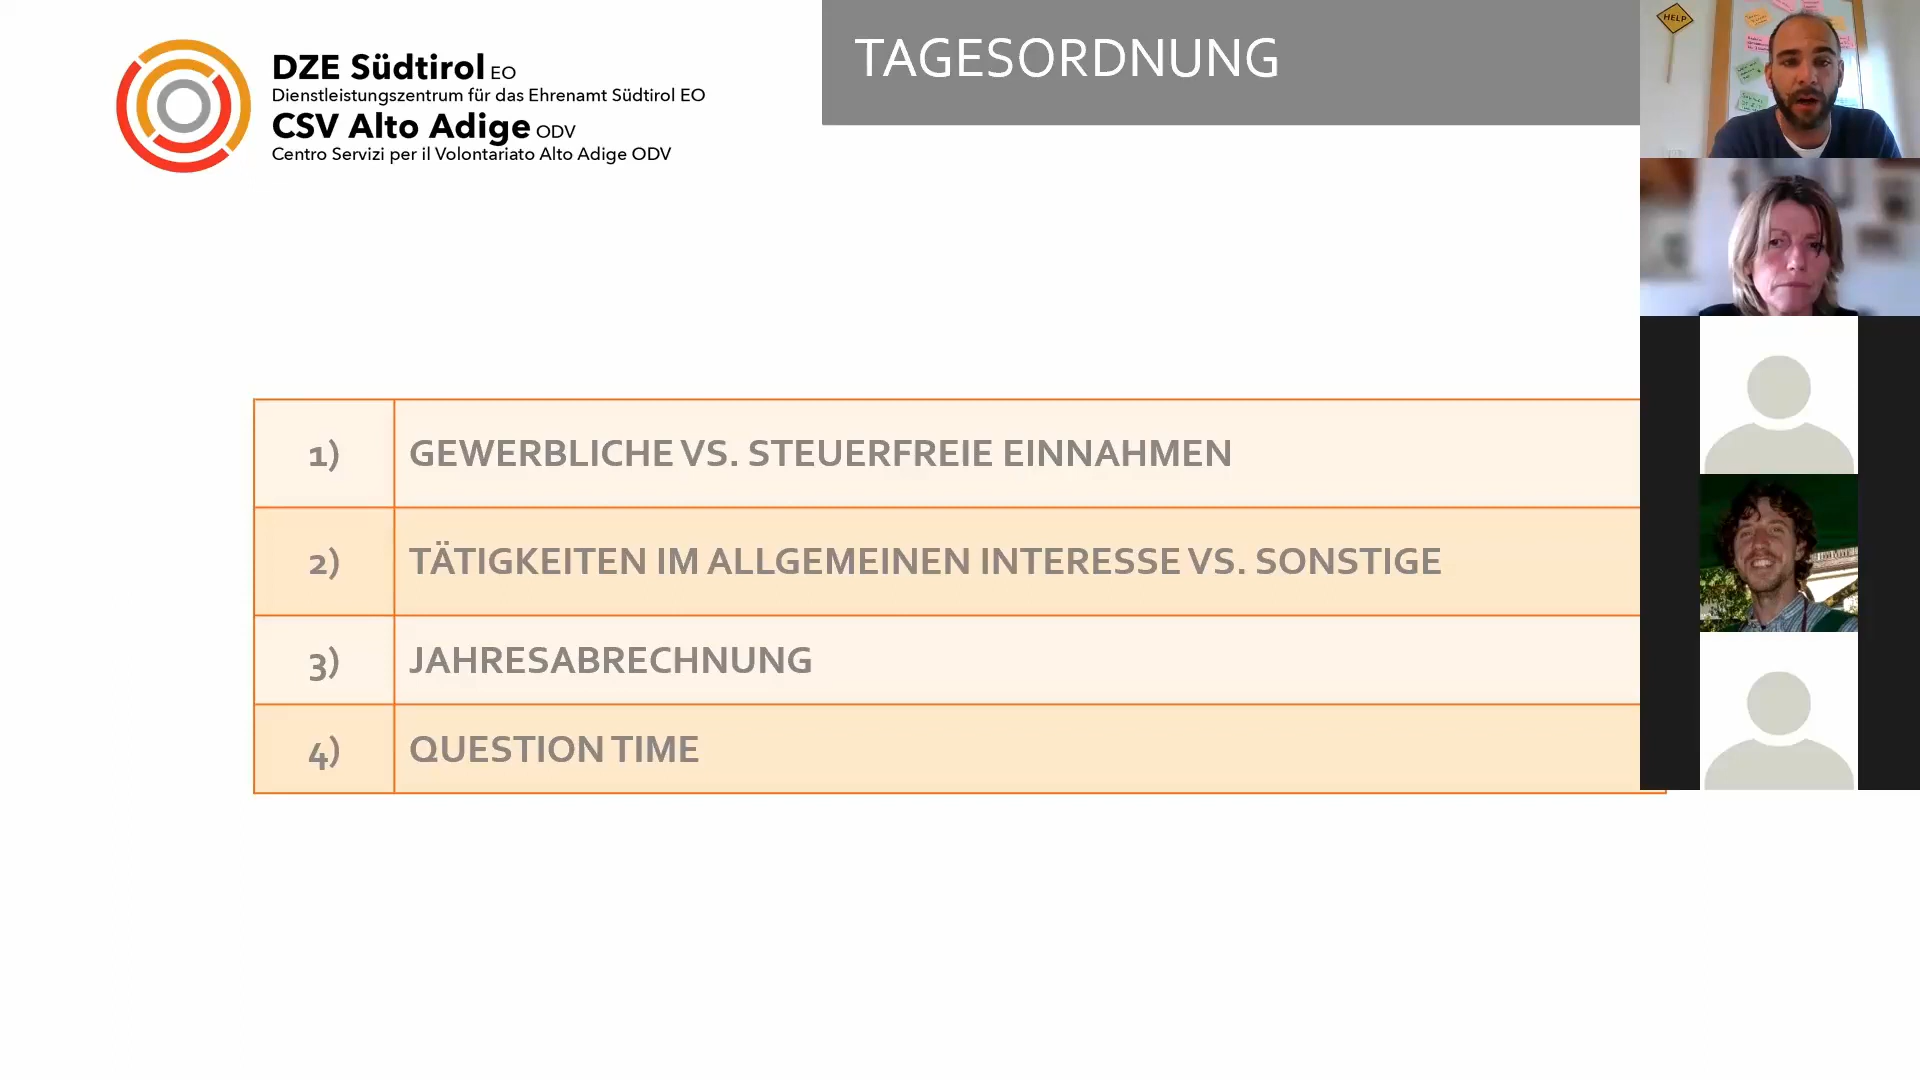 DZE Südtirol EO
Dienstleistungszentrum für das Ehrenamt Südtirol EO
CSV Alto Adige ODV
Centro Servizi per il Volontariato Alto Adige ODV
TAGESORDNUNG
HELP
1) GEWERBLICHE VS. STEUERFREIE EINNAHMEN
2) TÄTIGKEITEN IM ALLGEMEINEN INTERESSE VS. SONSTIGE
3) JAHRESABRECHNUNG
4) QUESTION TIME